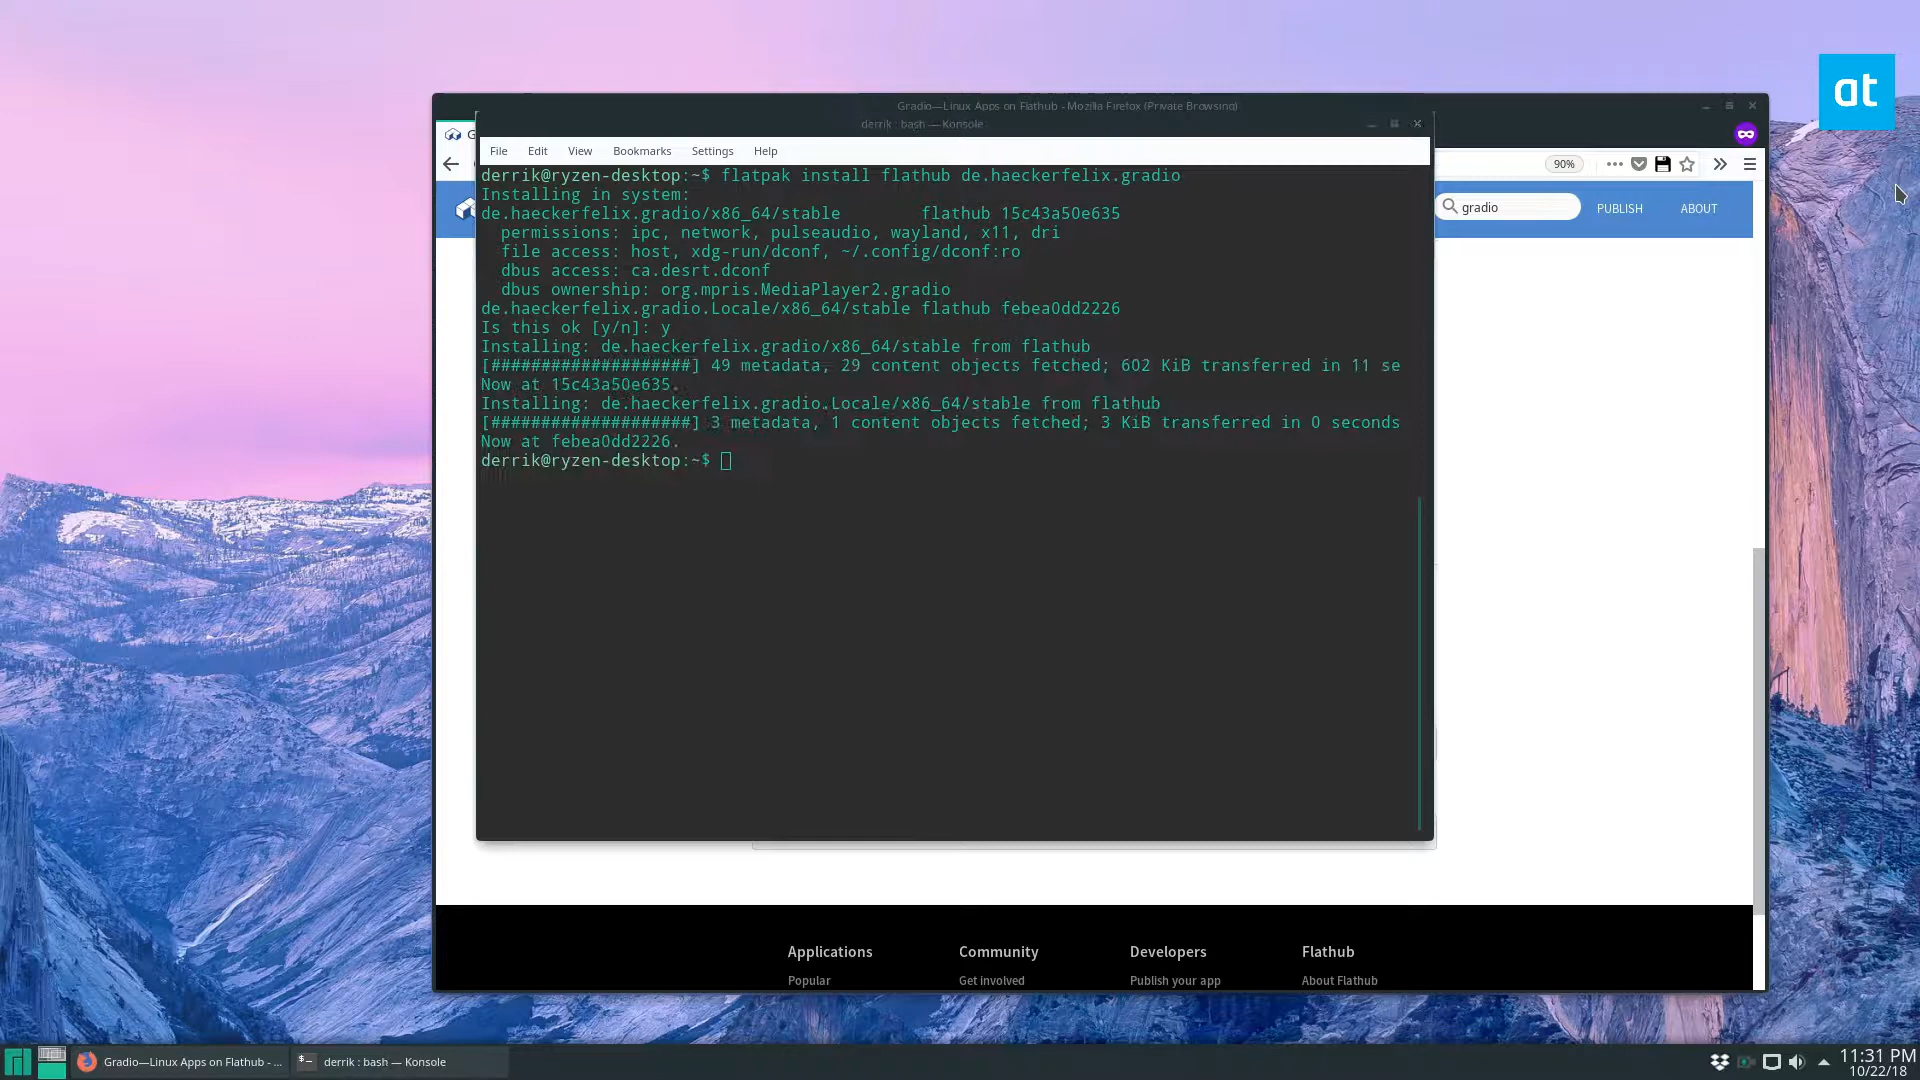 at
Gradio—Linux Apps on Flathub - Mozilla Firefox (Private Browsing)
derrik : bash — Konsole
G
File Edit View Bookmarks Settings Help
90%
gradio
PUBLISH
ABOUT
derrik@ryzen-desktop:~$ flatpak install flathub de.haeckerfelix.gradio
Installing in system:
de.haeckerfelix.gradio/x86_64/stable flathub 15c43a50e635
permissions: ipc, network, pulseaudio, wayland, x11, dri
file access: host, xdg-run/dconf, ~/.config/dconf:ro
dbus access: ca.desrt.dconf
dbus ownership: org.mpris.MediaPlayer2.gradio
de.haeckerfelix.gradio.Locale/x86_64/stable flathub febea0dd2226
Is this ok [y/n]: y
Installing: de.haeckerfelix.gradio/x86_64/stable from flathub
[####################] 49 metadata, 29 content objects fetched; 602 KiB transferred in 11 se
Now at 15c43a50e635.
Installing: de.haeckerfelix.gradio.Locale/x86_64/stable from flathub
[####################] 3 metadata, 1 content objects fetched; 3 KiB transferred in 0 seconds
Now at febea0dd2226.
derrik@ryzen-desktop:~$
Applications Community Developers Flathub
Popular Get involved Publish your app About Flathub
Gradio—Linux Apps on Flathub - ...
derrik : bash — Konsole
11:31 PM
10/22/18